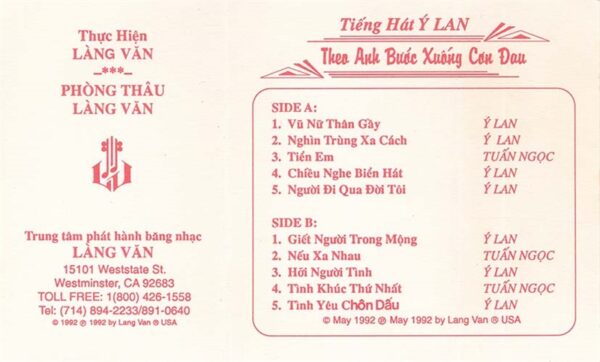 Thực Hiện
LÀNG VĂN
–***–
PHÒNG THÂU
LÀNG VĂN
Trung tâm phát hành băng nhạc
LÀNG VĂN
15101 Weststate St.
Westminster, CA 92683
TOLL FREE: 1(800) 426-1558
Tel: (714) 894-2233/891-0640
© 1992 ℗ 1992 by Lang Van ® USA
Tiếng Hát Ý LAN
Theo Anh Bước Xuống Cơn Đau
SIDE A:
1. Vũ Nữ Thân Gầy Ý LAN
2. Nghìn Trùng Xa Cách Ý LAN
3. Tiễn Em TUẤN NGỌC
4. Chiều Nghe Biển Hát Ý LAN
5. Người Đi Qua Đời Tôi Ý LAN
SIDE B:
1. Giết Người Trong Mộng Ý LAN
2. Nếu Xa Nhau TUẤN NGỌC
3. Hỡi Người Tình Ý LAN
4. Tình Khúc Thứ Nhất TUẤN NGỌC
5. Tình Yêu Chôn Dấu Ý LAN
© May 1992 ℗ May 1992 by Lang Van ® USA